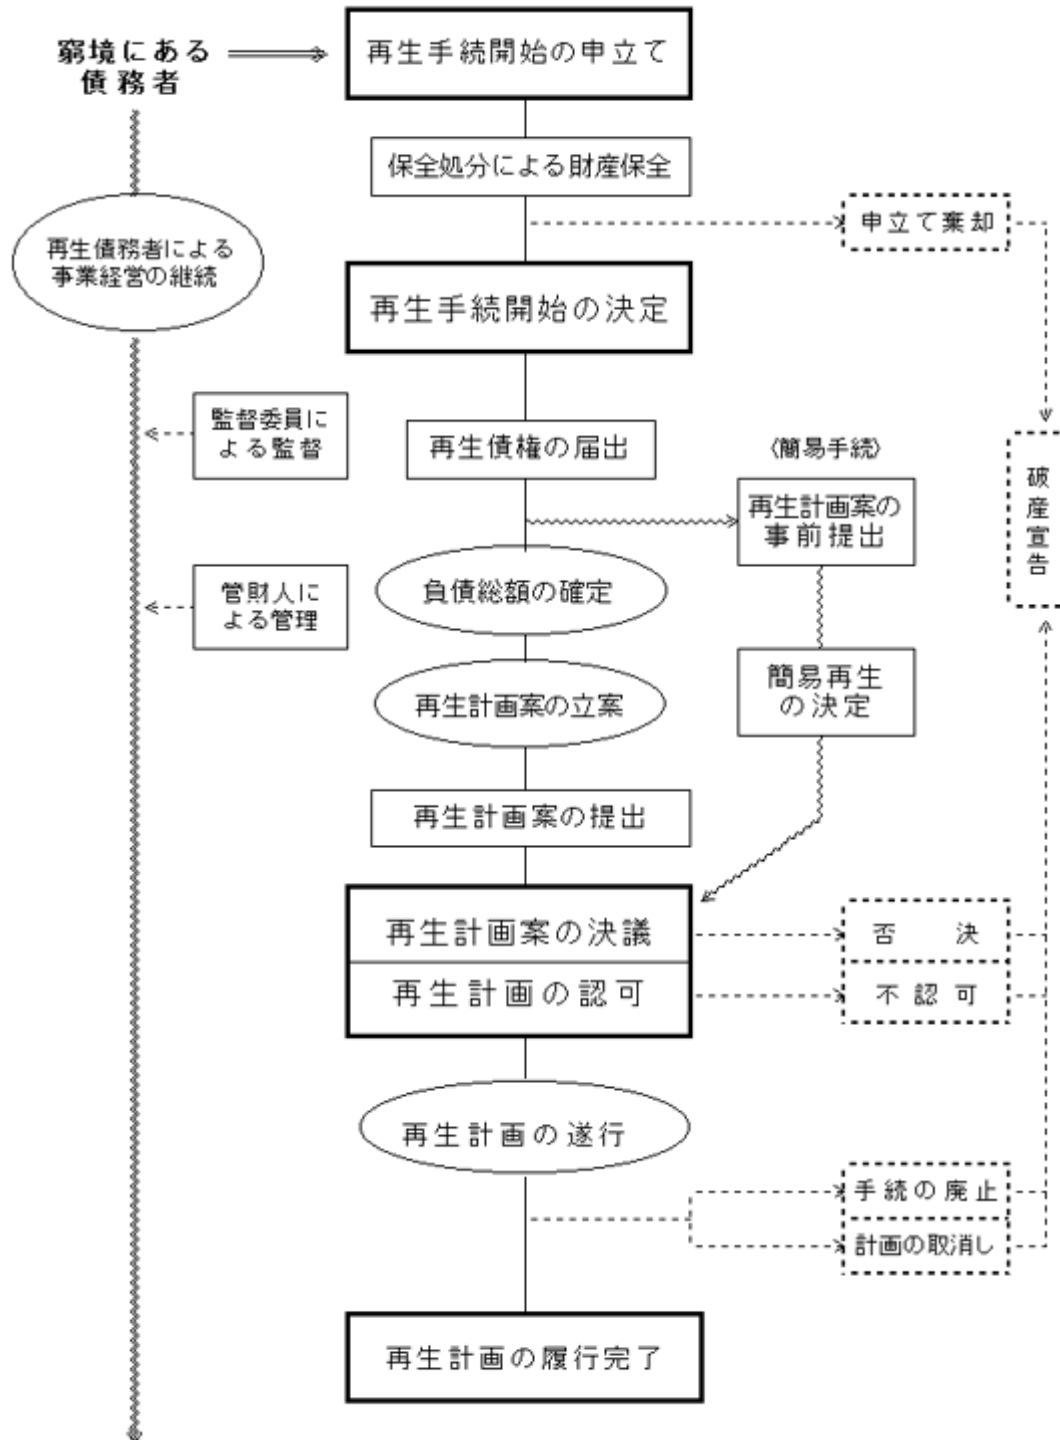 窮境にある
債務者
再生手続開始の申立て
保全処分による財産保全
申立て棄却
再生債務者による
事業経営の継続
再生手続開始の決定
監督委員に
よる監督
再生債権の届出
〈簡易手続〉
再生計画案の
事前提出
破産宣告
負債総額の確定
管財人に
よる管理
再生計画案の立案
簡易再生
の決定
再生計画案の提出
再生計画案の決議
否決
再生計画の認可
不認可
再生計画の遂行
手続の廃止
計画の取消し
再生計画の履行完了